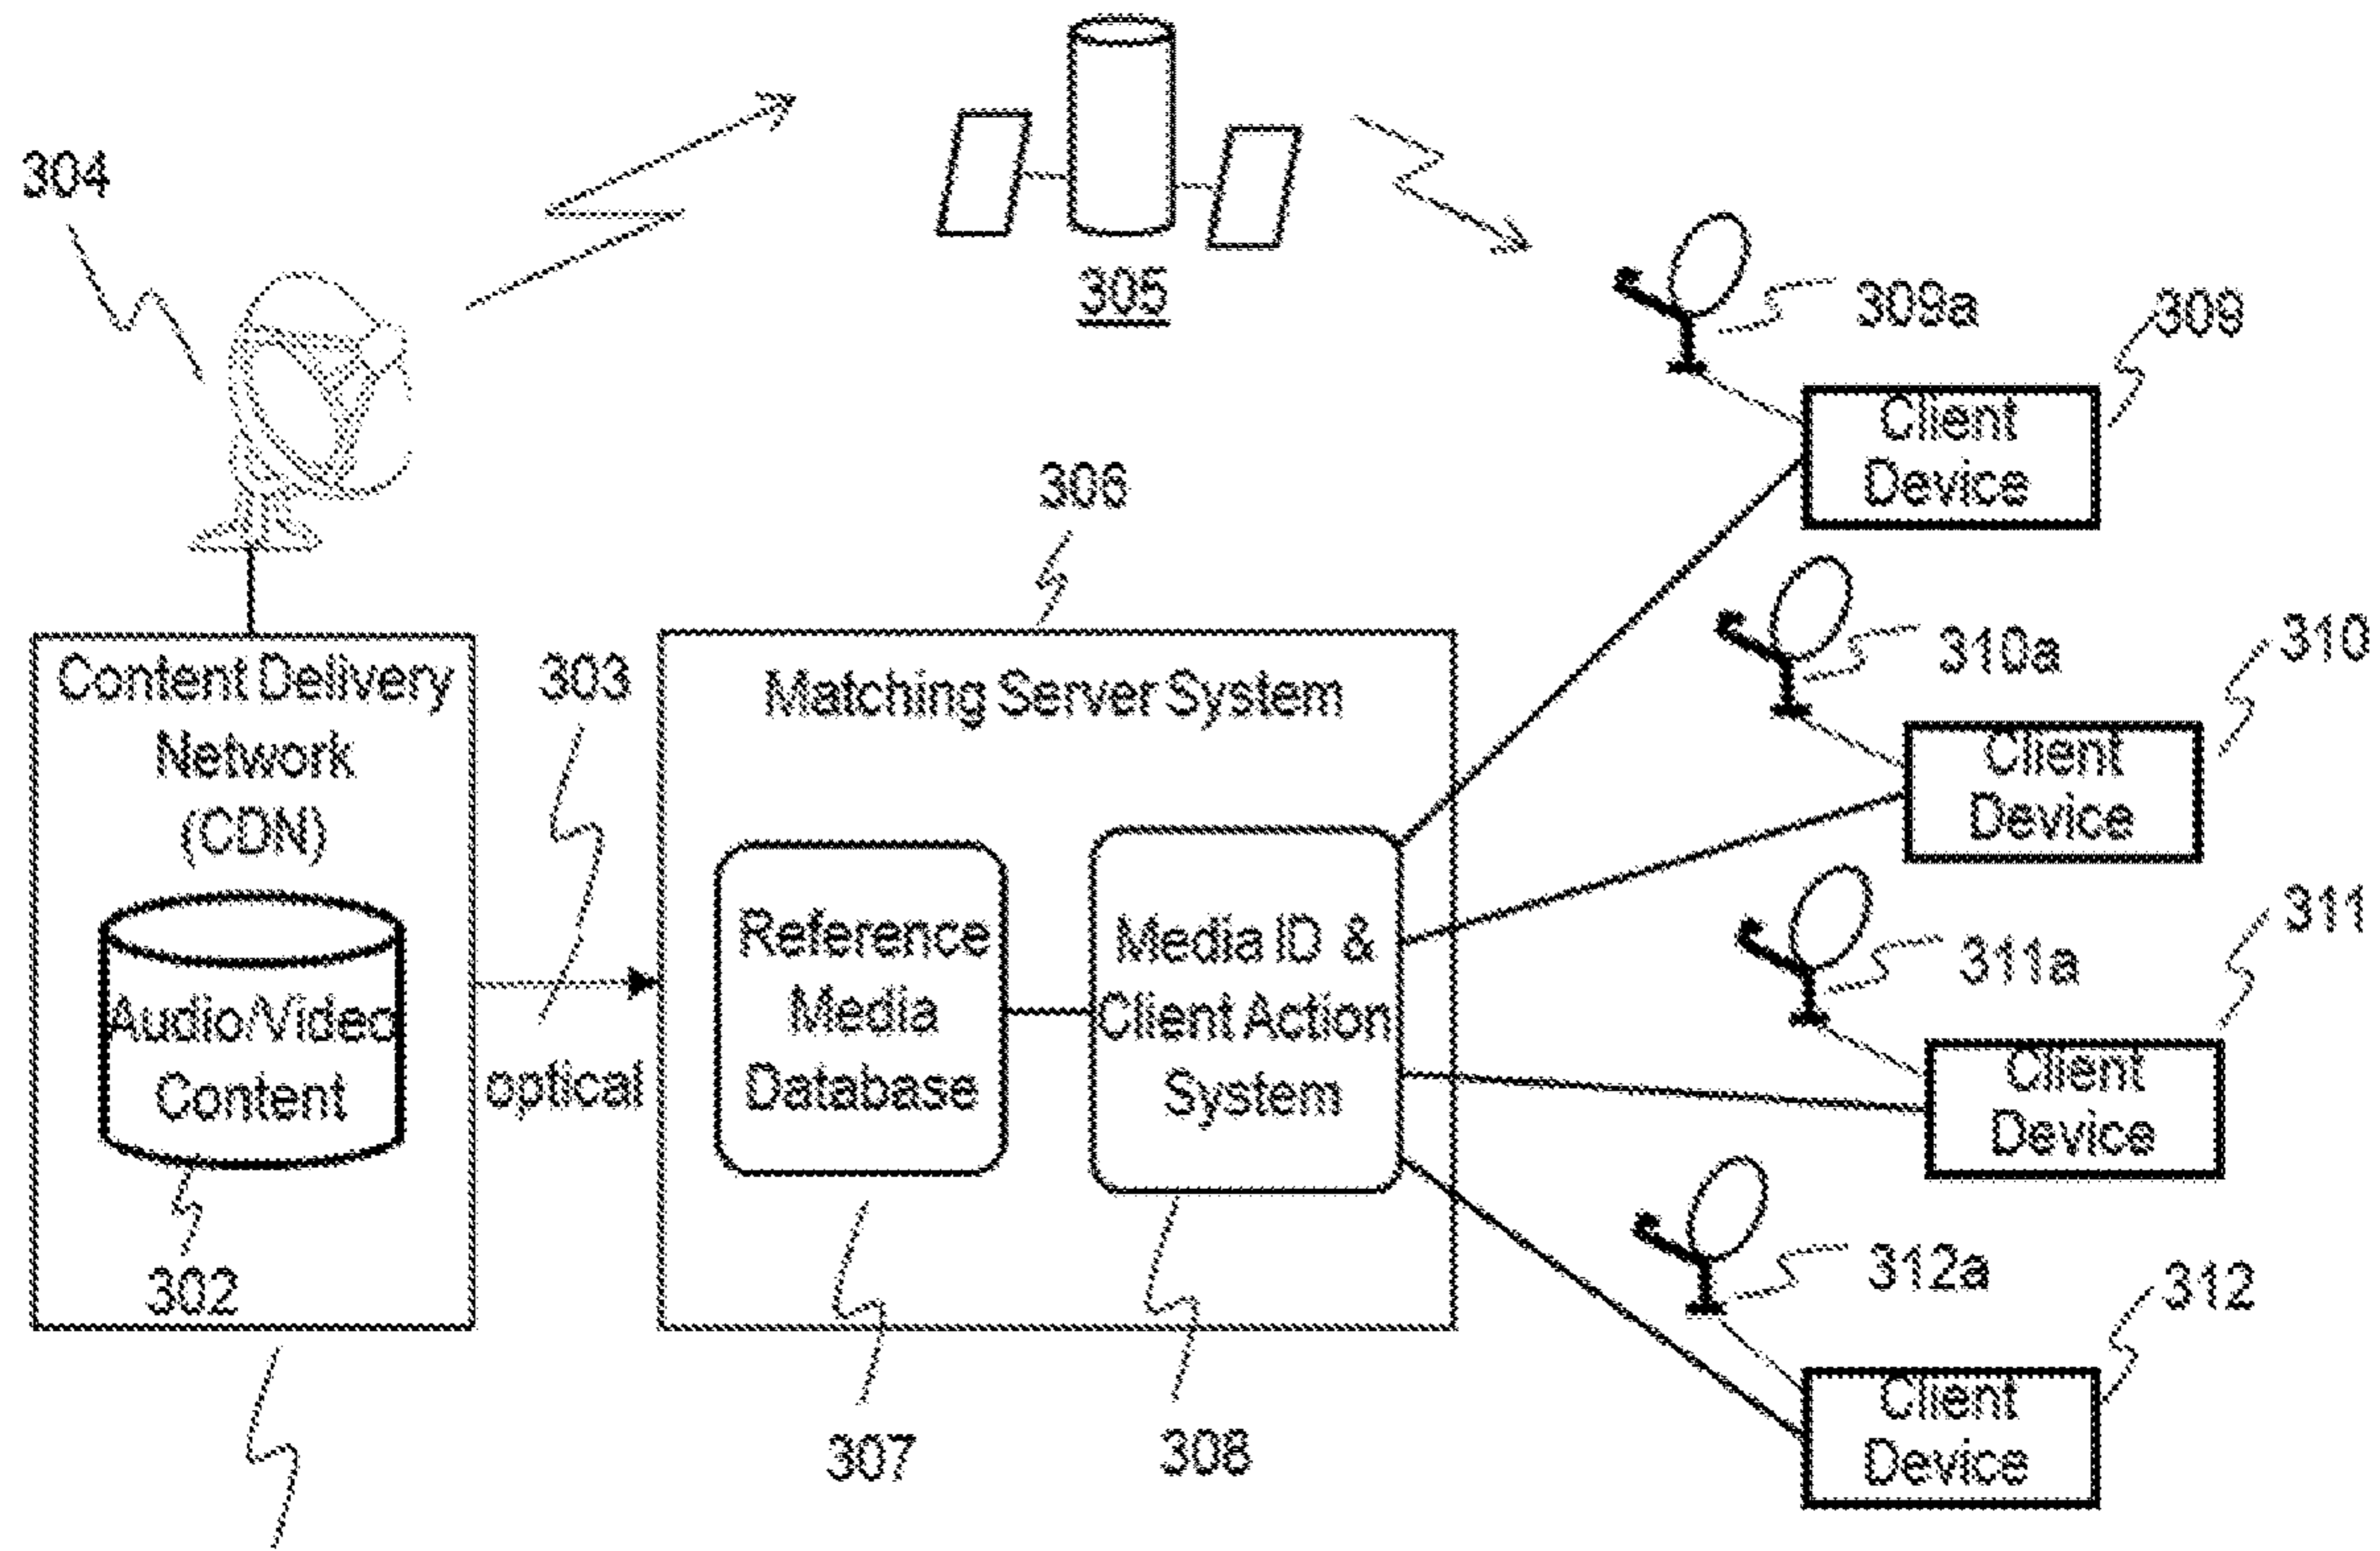 304
305
309a
309
Client
Device
306
310a
310
Client
Device
Content Delivery
Network
(CDN)
303
Matching Server System
311a
311
Client
Device
Audio/Video
Content
optical
Reference
Media
Database
Media ID &
Client Action
System
302
312a
312
Client
Device
307
308